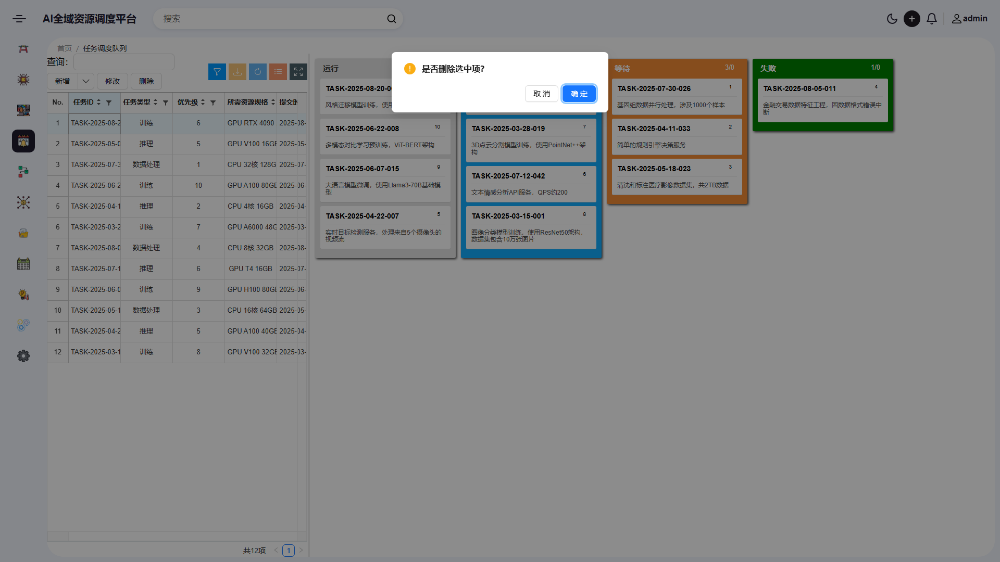 AI全域资源调度平台
搜索
admin
首页 / 任务调度队列
查询：
新增
修改
删除
No. 任务ID 任务类型 优先级 所需资源规格 提交时
1 TASK-2025-08-2 训练 6 GPU RTX 4090 2025-08-
2 TASK-2025-05-0 推理 5 GPU V100 16GB 2025-05-
3 TASK-2025-07-3 数据处理 1 CPU 32核 128G 2025-07-
4 TASK-2025-06-2 训练 10 GPU A100 80GB 2025-06-
5 TASK-2025-04-1 推理 2 CPU 4核 16GB 2025-04-
6 TASK-2025-03-2 训练 7 GPU A6000 48G 2025-03-
7 TASK-2025-08-0 数据处理 4 CPU 8核 32GB 2025-08-
8 TASK-2025-07-1 推理 6 GPU T4 16GB 2025-07-
9 TASK-2025-06-0 训练 9 GPU H100 80GB 2025-06-
10 TASK-2025-05-1 数据处理 3 CPU 16核 64GB 2025-05-
11 TASK-2025-04-2 推理 5 GPU A100 40GB 2025-04-
12 TASK-2025-03-1 训练 8 GPU V100 32GB 2025-03-
共12项
1
是否删除选中项?
取 消
确 定
运行
TASK-2025-08-20-0
风格迁移模型训练，使用
TASK-2025-06-22-008
10
多模态对比学习预训练，ViT-BERT架构
TASK-2025-06-07-015
9
大语言模型微调，使用Llama3-70B基础模
型
TASK-2025-04-22-007
5
实时目标检测服务，处理来自5个摄像头的
视频流
TASK-2025-03-28-019
7
3D点云分割模型训练，使用PointNet++架
构
TASK-2025-07-12-042
6
文本情感分析API服务，QPS约200
TASK-2025-03-15-001
8
图像分类模型训练，使用ResNet50架构，
数据集包含10万张图片
等待
3/0
TASK-2025-07-30-026
1
基因组数据并行处理，涉及1000个样本
TASK-2025-04-11-033
2
简单的规则引擎决策服务
TASK-2025-05-18-023
3
清洗和标注医疗影像数据集，共2TB数据
失败
1/0
TASK-2025-08-05-011
4
金融交易数据特征工程，因数据格式错误中
断